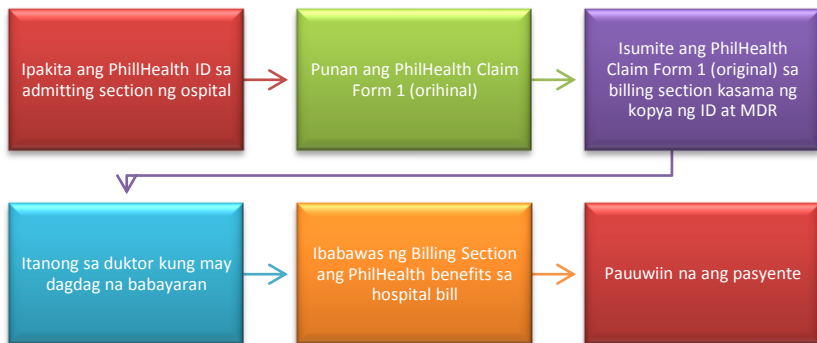 Ipakita ang PhillHealth ID sa
admitting section ng ospital
Punan ang PhilHealth Claim
Form 1 (orihinal)
Isumite ang PhilHealth
Claim Form 1 (original) sa
billing section kasama ng
kopya ng ID at MDR
Itanong sa duktor kung may
dagdag na babayaran
Ibabawas ng Billing Section
ang PhilHealth benefits sa
hospital bill
Pauuwiin na ang pasyente